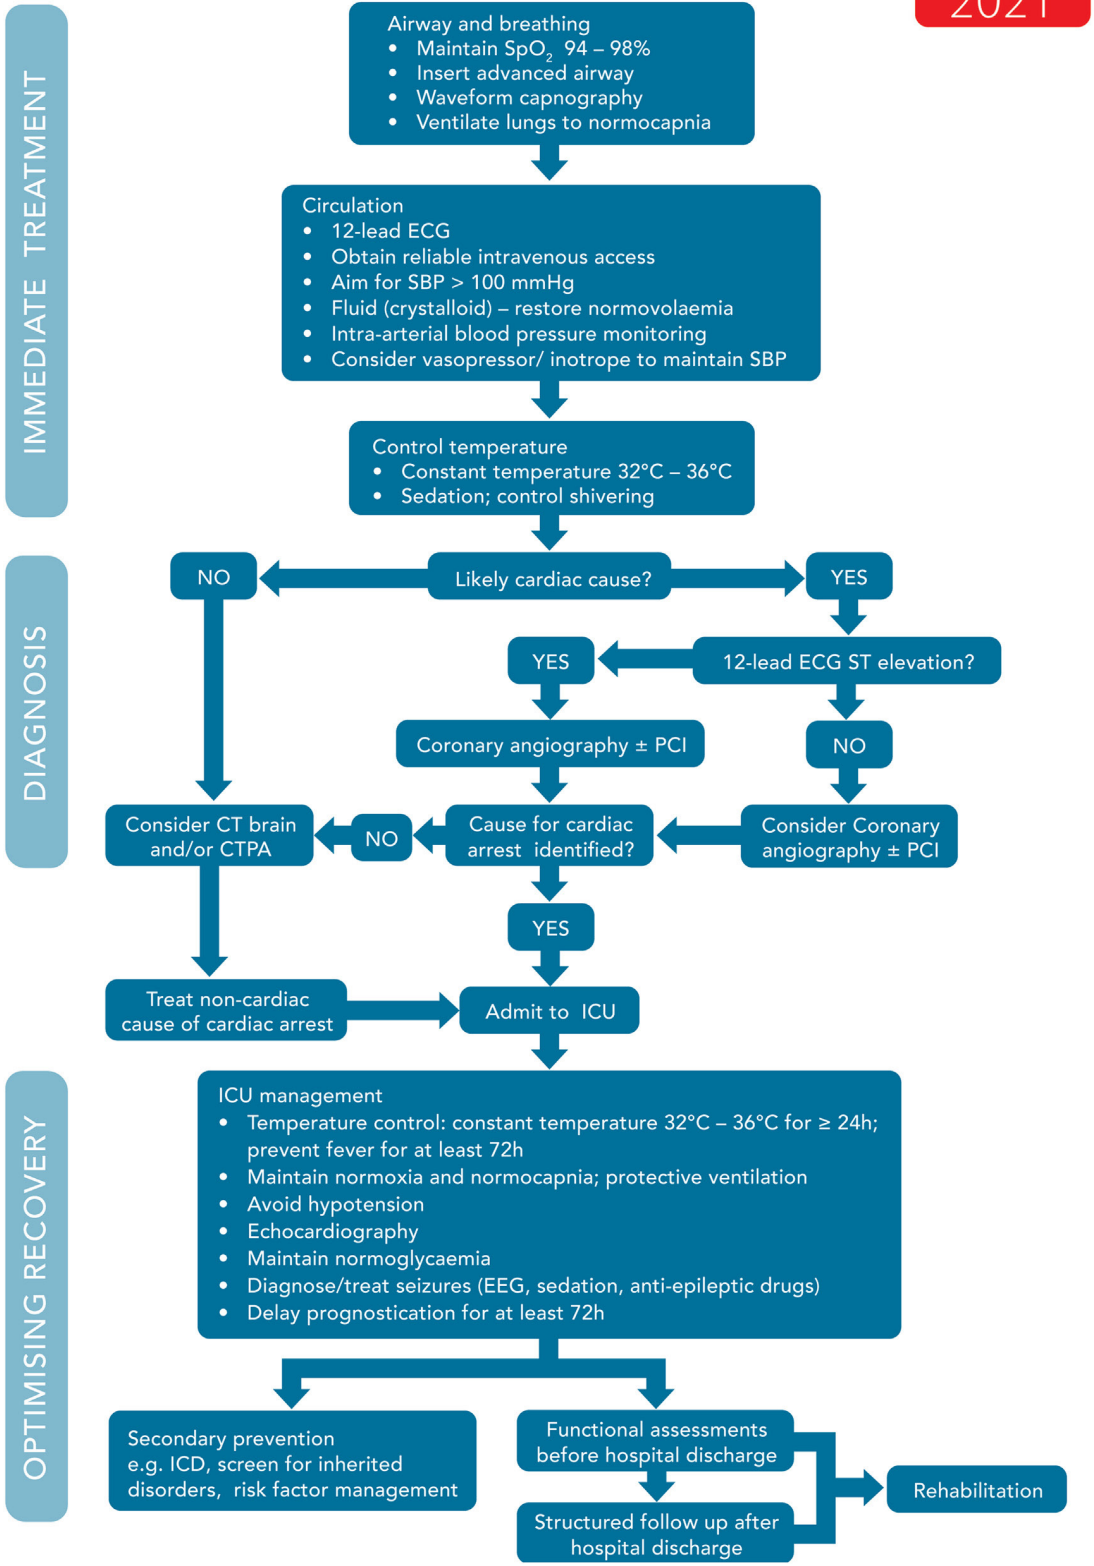 2021
IMMEDIATE TREATMENT
Airway and breathing
• Maintain SpO₂ 94 – 98%
• Insert advanced airway
• Waveform capnography
• Ventilate lungs to normocapnia
Circulation
• 12-lead ECG
• Obtain reliable intravenous access
• Aim for SBP > 100 mmHg
• Fluid (crystalloid) – restore normovolaemia
• Intra-arterial blood pressure monitoring
• Consider vasopressor/ inotrope to maintain SBP
Control temperature
• Constant temperature 32°C – 36°C
• Sedation; control shivering
DIAGNOSIS
NO
Likely cardiac cause?
YES
YES
12-lead ECG ST elevation?
Coronary angiography ± PCI
NO
Consider CT brain
and/or CTPA
NO
Cause for cardiac
arrest identified?
Consider Coronary
angiography ± PCI
YES
Treat non-cardiac
cause of cardiac arrest
Admit to ICU
OPTIMISING RECOVERY
ICU management
• Temperature control: constant temperature 32°C – 36°C for ≥ 24h;
prevent fever for at least 72h
• Maintain normoxia and normocapnia; protective ventilation
• Avoid hypotension
• Echocardiography
• Maintain normoglycaemia
• Diagnose/treat seizures (EEG, sedation, anti-epileptic drugs)
• Delay prognostication for at least 72h
Secondary prevention
e.g. ICD, screen for inherited
disorders, risk factor management
Functional assessments
before hospital discharge
Structured follow up after
hospital discharge
Rehabilitation